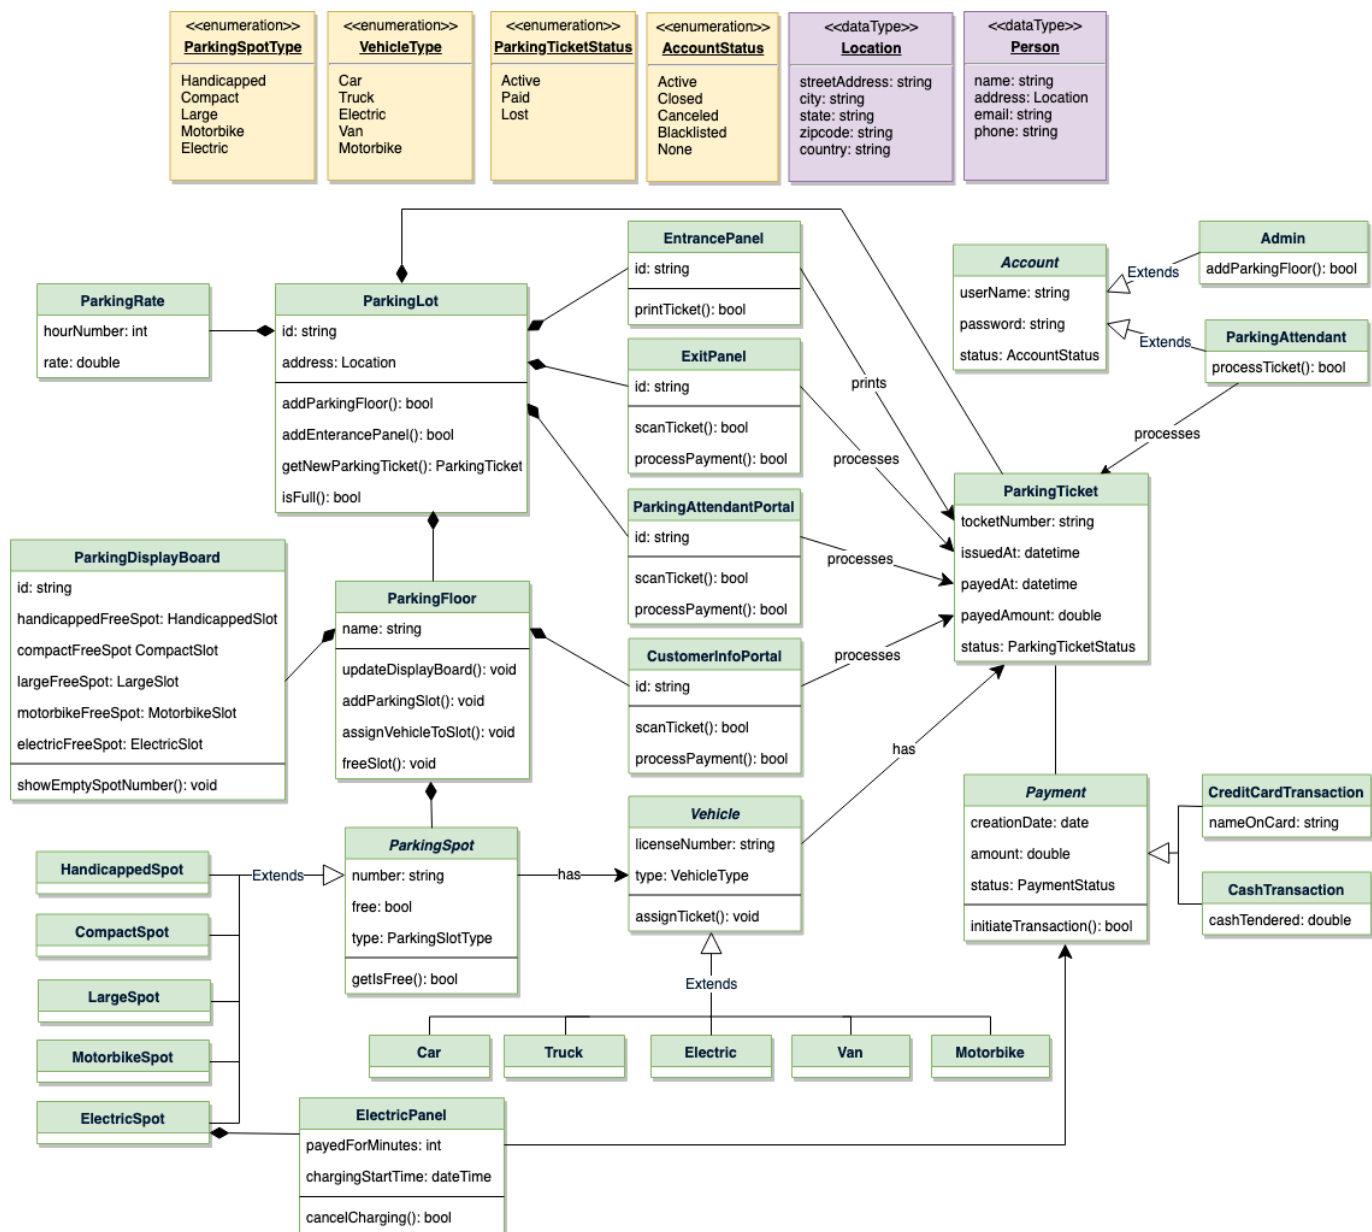 <<enumeration>>
ParkingSpotType
Handicapped
Compact
Large
Motorbike
Electric
<<enumeration>>
VehicleType
Car
Truck
Electric
Van
Motorbike
<<enumeration>>
ParkingTicketStatus
Active
Paid
Lost
<<enumeration>>
AccountStatus
Active
Closed
Canceled
Blacklisted
None
<<dataType>>
Location
streetAddress: string
city: string
state: string
zipcode: string
country: string
<<dataType>>
Person
name: string
address: Location
email: string
phone: string
ParkingRate
hourNumber: int
rate: double
ParkingLot
id: string
address: Location
addParkingFloor(): bool
addEnterancePanel(): bool
getNewParkingTicket(): ParkingTicket
isFull(): bool
EntrancePanel
id: string
printTicket(): bool
ExitPanel
id: string
scanTicket(): bool
processPayment(): bool
ParkingAttendantPortal
id: string
scanTicket(): bool
processPayment(): bool
CustomerInfoPortal
id: string
scanTicket(): bool
processPayment(): bool
prints
processes
processes
processes
has
Account
userName: string
password: string
status: AccountStatus
Extends
Extends
Admin
addParkingFloor(): bool
ParkingAttendant
processTicket(): bool
processes
ParkingTicket
tocketNumber: string
issuedAt: datetime
payedAt: datetime
payedAmount: double
status: ParkingTicketStatus
ParkingDisplayBoard
id: string
handicappedFreeSpot: HandicappedSlot
compactFreeSpot CompactSlot
largeFreeSpot: LargeSlot
motorbikeFreeSpot: MotorbikeSlot
electricFreeSpot: ElectricSlot
showEmptySpotNumber(): void
ParkingFloor
name: string
updateDisplayBoard(): void
addParkingSlot(): void
assignVehicleToSlot(): void
freeSlot(): void
Payment
creationDate: date
amount: double
status: PaymentStatus
initiateTransaction(): bool
CreditCardTransaction
nameOnCard: string
CashTransaction
cashTendered: double
HandicappedSpot
CompactSpot
LargeSpot
MotorbikeSpot
ElectricSpot
Extends
ParkingSpot
number: string
free: bool
type: ParkingSlotType
getIsFree(): bool
has
Vehicle
licenseNumber: string
type: VehicleType
assignTicket(): void
Extends
Car
Truck
Electric
Van
Motorbike
ElectricPanel
payedForMinutes: int
chargingStartTime: dateTime
cancelCharging(): bool